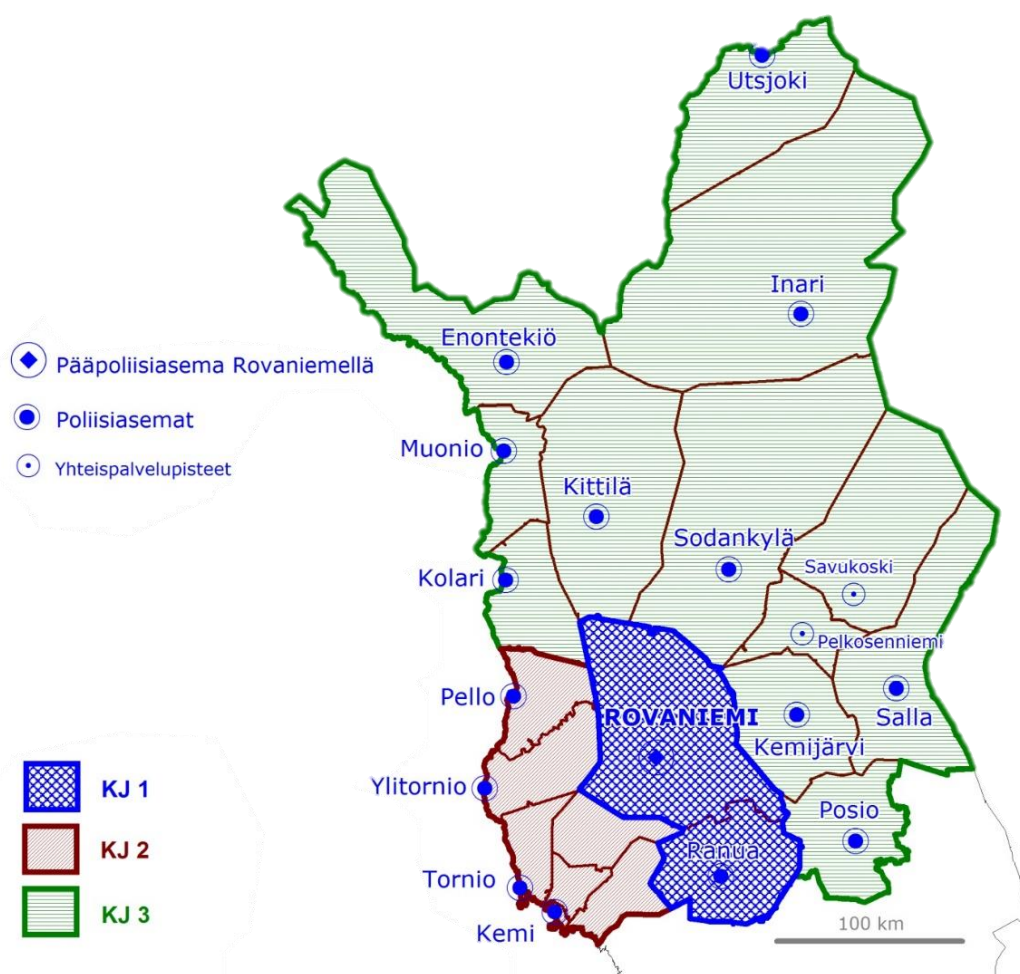 Utsjoki
Inari
Enontekiö
Pääpoliisiasema Rovaniemellä
Poliisiasemat
Yhteispalvelupisteet
Muonio
Kittilä
Sodankylä
Savukoski
Kolari
Pelkosenniemi
Pello
ROVANIEMI
Salla
Kemijärvi
KJ 1
Ylitornio
Posio
KJ 2
Ranua
Tornio
KJ 3
Kemi
100 km